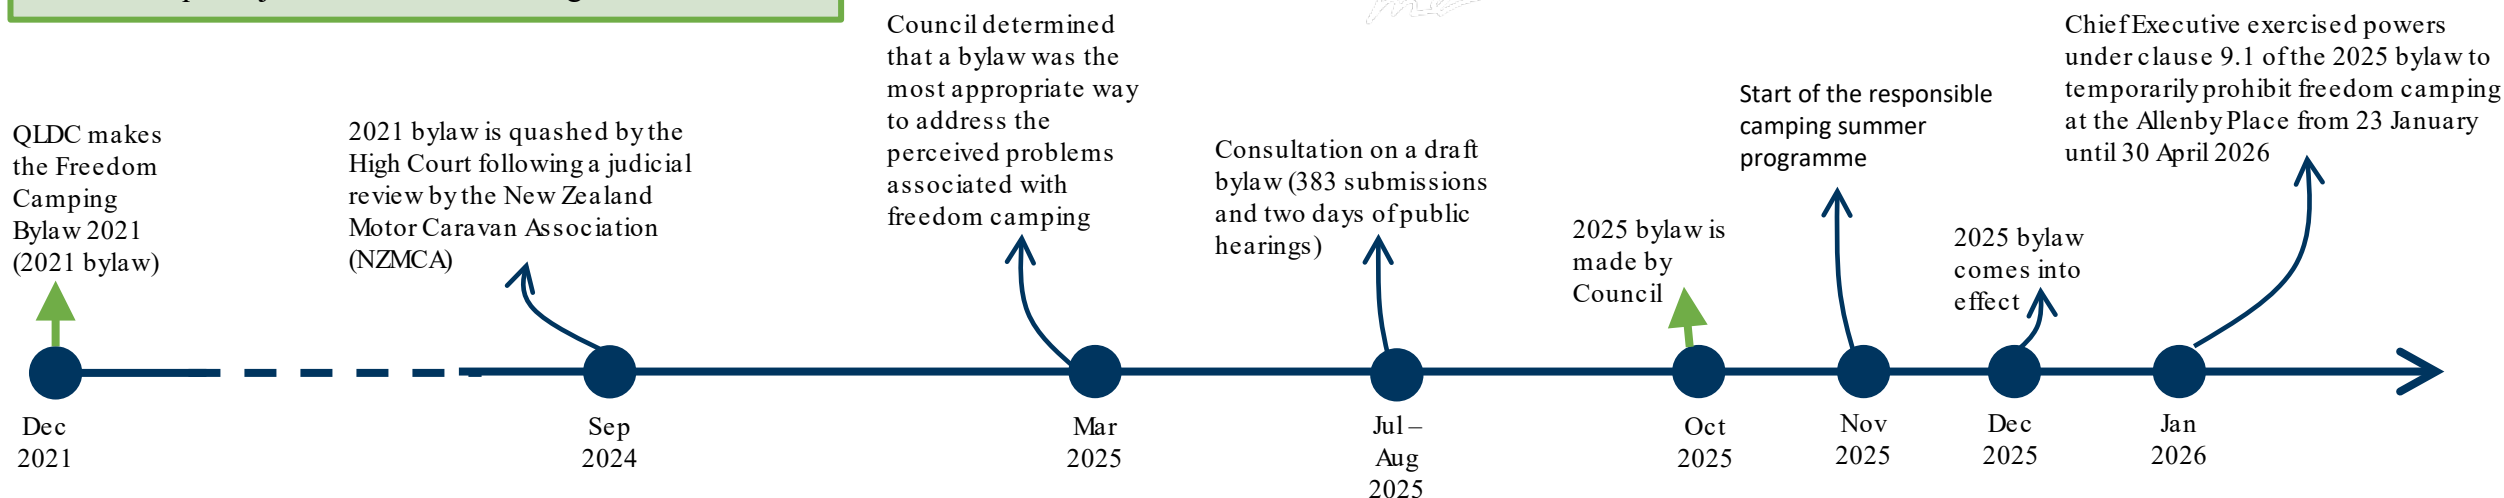 QLDC makes
the Freedom
Camping
Bylaw 2021
(2021 bylaw)
2021 bylaw is quashed by the
High Court following a judicial
review by the New Zealand
Motor Caravan Association
(NZMCA)
Council determined
that a bylaw was the
most appropriate way
to address the
perceived problems
associated with
freedom camping
Consultation on a draft
bylaw (383 submissions
and two days of public
hearings)
2025 bylaw is
made by
Council
Start of the responsible
camping summer
programme
2025 bylaw
comes into
effect
Chief Executive exercised powers
under clause 9.1 of the 2025 bylaw to
temporarily prohibit freedom camping
at the Allenby Place from 23 January
until 30 April 2026
Dec
2021
Sep
2024
Mar
2025
Jul –
Aug
2025
Oct
2025
Nov
2025
Dec
2025
Jan
2026